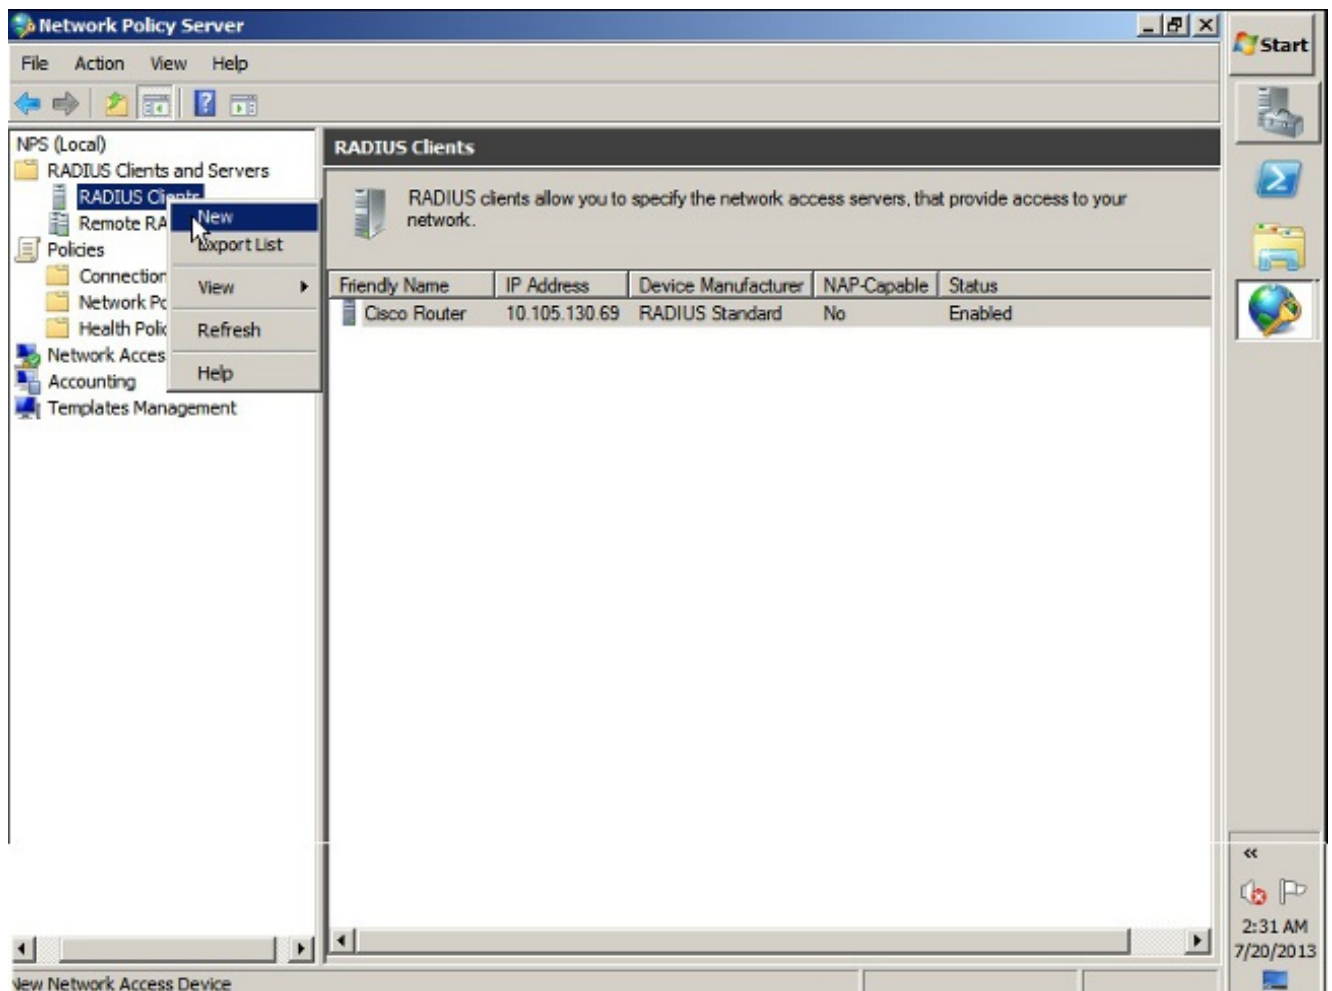 Network Policy Server
Start
File Action View Help
NPS (Local)
RADIUS Clients and Servers
RADIUS Clients
Remote RA
Policies
Connection
Network Po
Health Polic
Network Acces
Accounting
Templates Management
New
Export List
View
Refresh
Help
RADIUS Clients
RADIUS clients allow you to specify the network access servers, that provide access to your
network.
Friendly Name IP Address Device Manufacturer NAP-Capable Status
Cisco Router 10.105.130.69 RADIUS Standard No Enabled
2:31 AM
7/20/2013
New Network Access Device